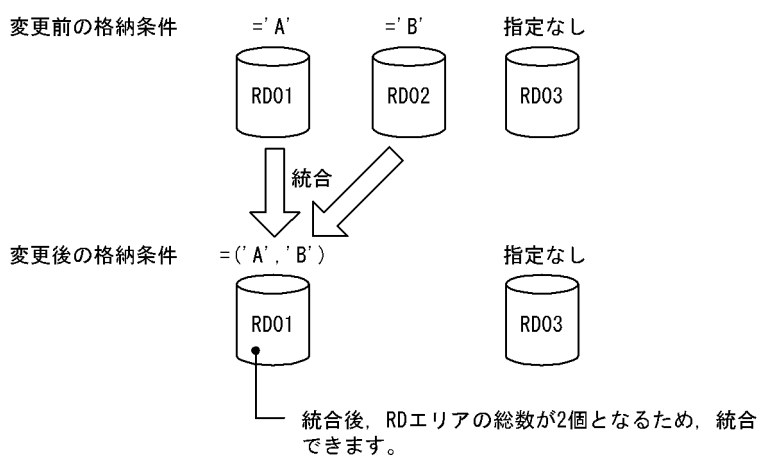 変更前の格納条件 ='A' ='B' 指定なし
RD01 RD02 RD03
統合
変更後の格納条件 =('A','B') 指定なし
RD01 RD03
統合後，RDエリアの総数が2個となるため，統合
できます。